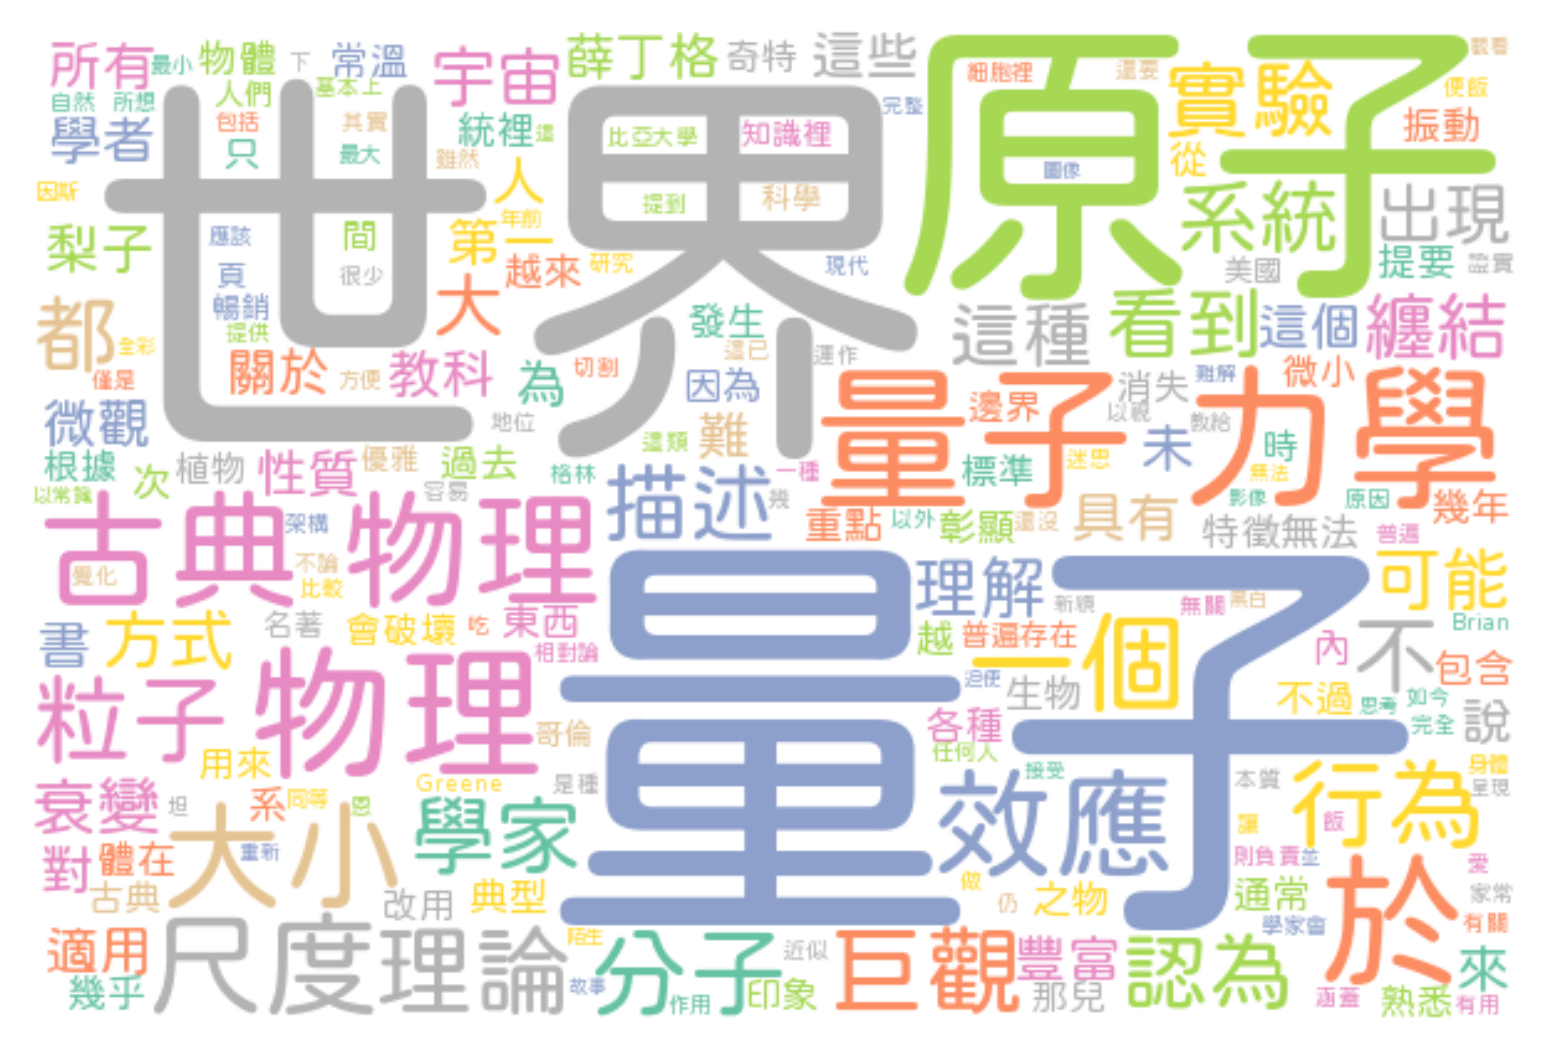 所有
最小
物體
下
常溫
宇宙
薛丁格
奇特
這些
原子
細胞裡
還要
實驗
觀看
便飯
自然
所想
人們
基本上
世界
完整
學者
包括
其實
統裡
這
比亞大學
知識裡
振動
只
最大
雖然
人
圖像
從
因斯
提到
科學
系統
出現
梨子
應該
間
第一
年前
越來
研究
現代
美國
提要
證實
頁
很少
大
都
暢銷
提供
發生
這種
看到
這個
纏結
全彩
這已
運作
僅是
關於
方便
教科
為
切割
因為
量子力學
邊界
消失
難解
微小
微觀
地位
這類
難
以視
教給
未
時
根據
次
植物
性質
優雅
過去
格林
一種
標準
迷思
無法
以常識
容易
描述
幾
影像
原因
幾年
古典物理
架構
重點
以外
彰顯
還沒
具有
特徵無法
普遍
覺化
不論
比較
量子
理解
新穎
無關
黑白
可能
書
方式
名著
會破壞
吃
東西
相對論
越
普遍存在
一個
內
不
Brian
包含
粒子
物理
迫使
生物
不過
思考
如今
完全
說
哥倫
各種
任何人
用來
Greene
是種
接受
本質
行為
身體
呈現
衰變
坦
系
同等
恩
學家
效應
讓
飯
對
體在
大小
重新
則負責
並
愛
古典
改用
典型
做
仍
之物
通常
於
家常
學家會
有關
適用
尺度理論
陌生
分子
近似
巨觀
豐富
認為
來
幾乎
故事
作用
印象
那兒
涵蓋
熟悉
有用